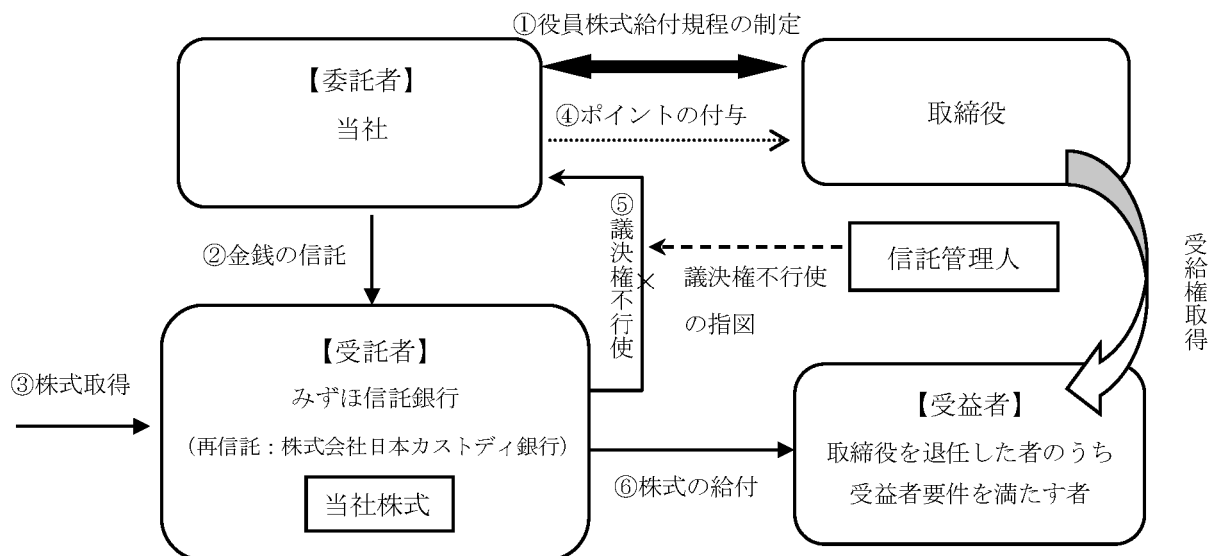 ①役員株式給付規程の制定
【委託者】
当社
④ポイントの付与
取締役
②金銭の信託
⑤議決権不行使
議決権不行使
の指図
信託管理人
受給権取得
③株式取得
【受託者】
みずほ信託銀行
（再信託：株式会社日本カストディ銀行）
当社株式
⑥株式の給付
【受益者】
取締役を退任した者のうち
受益者要件を満たす者